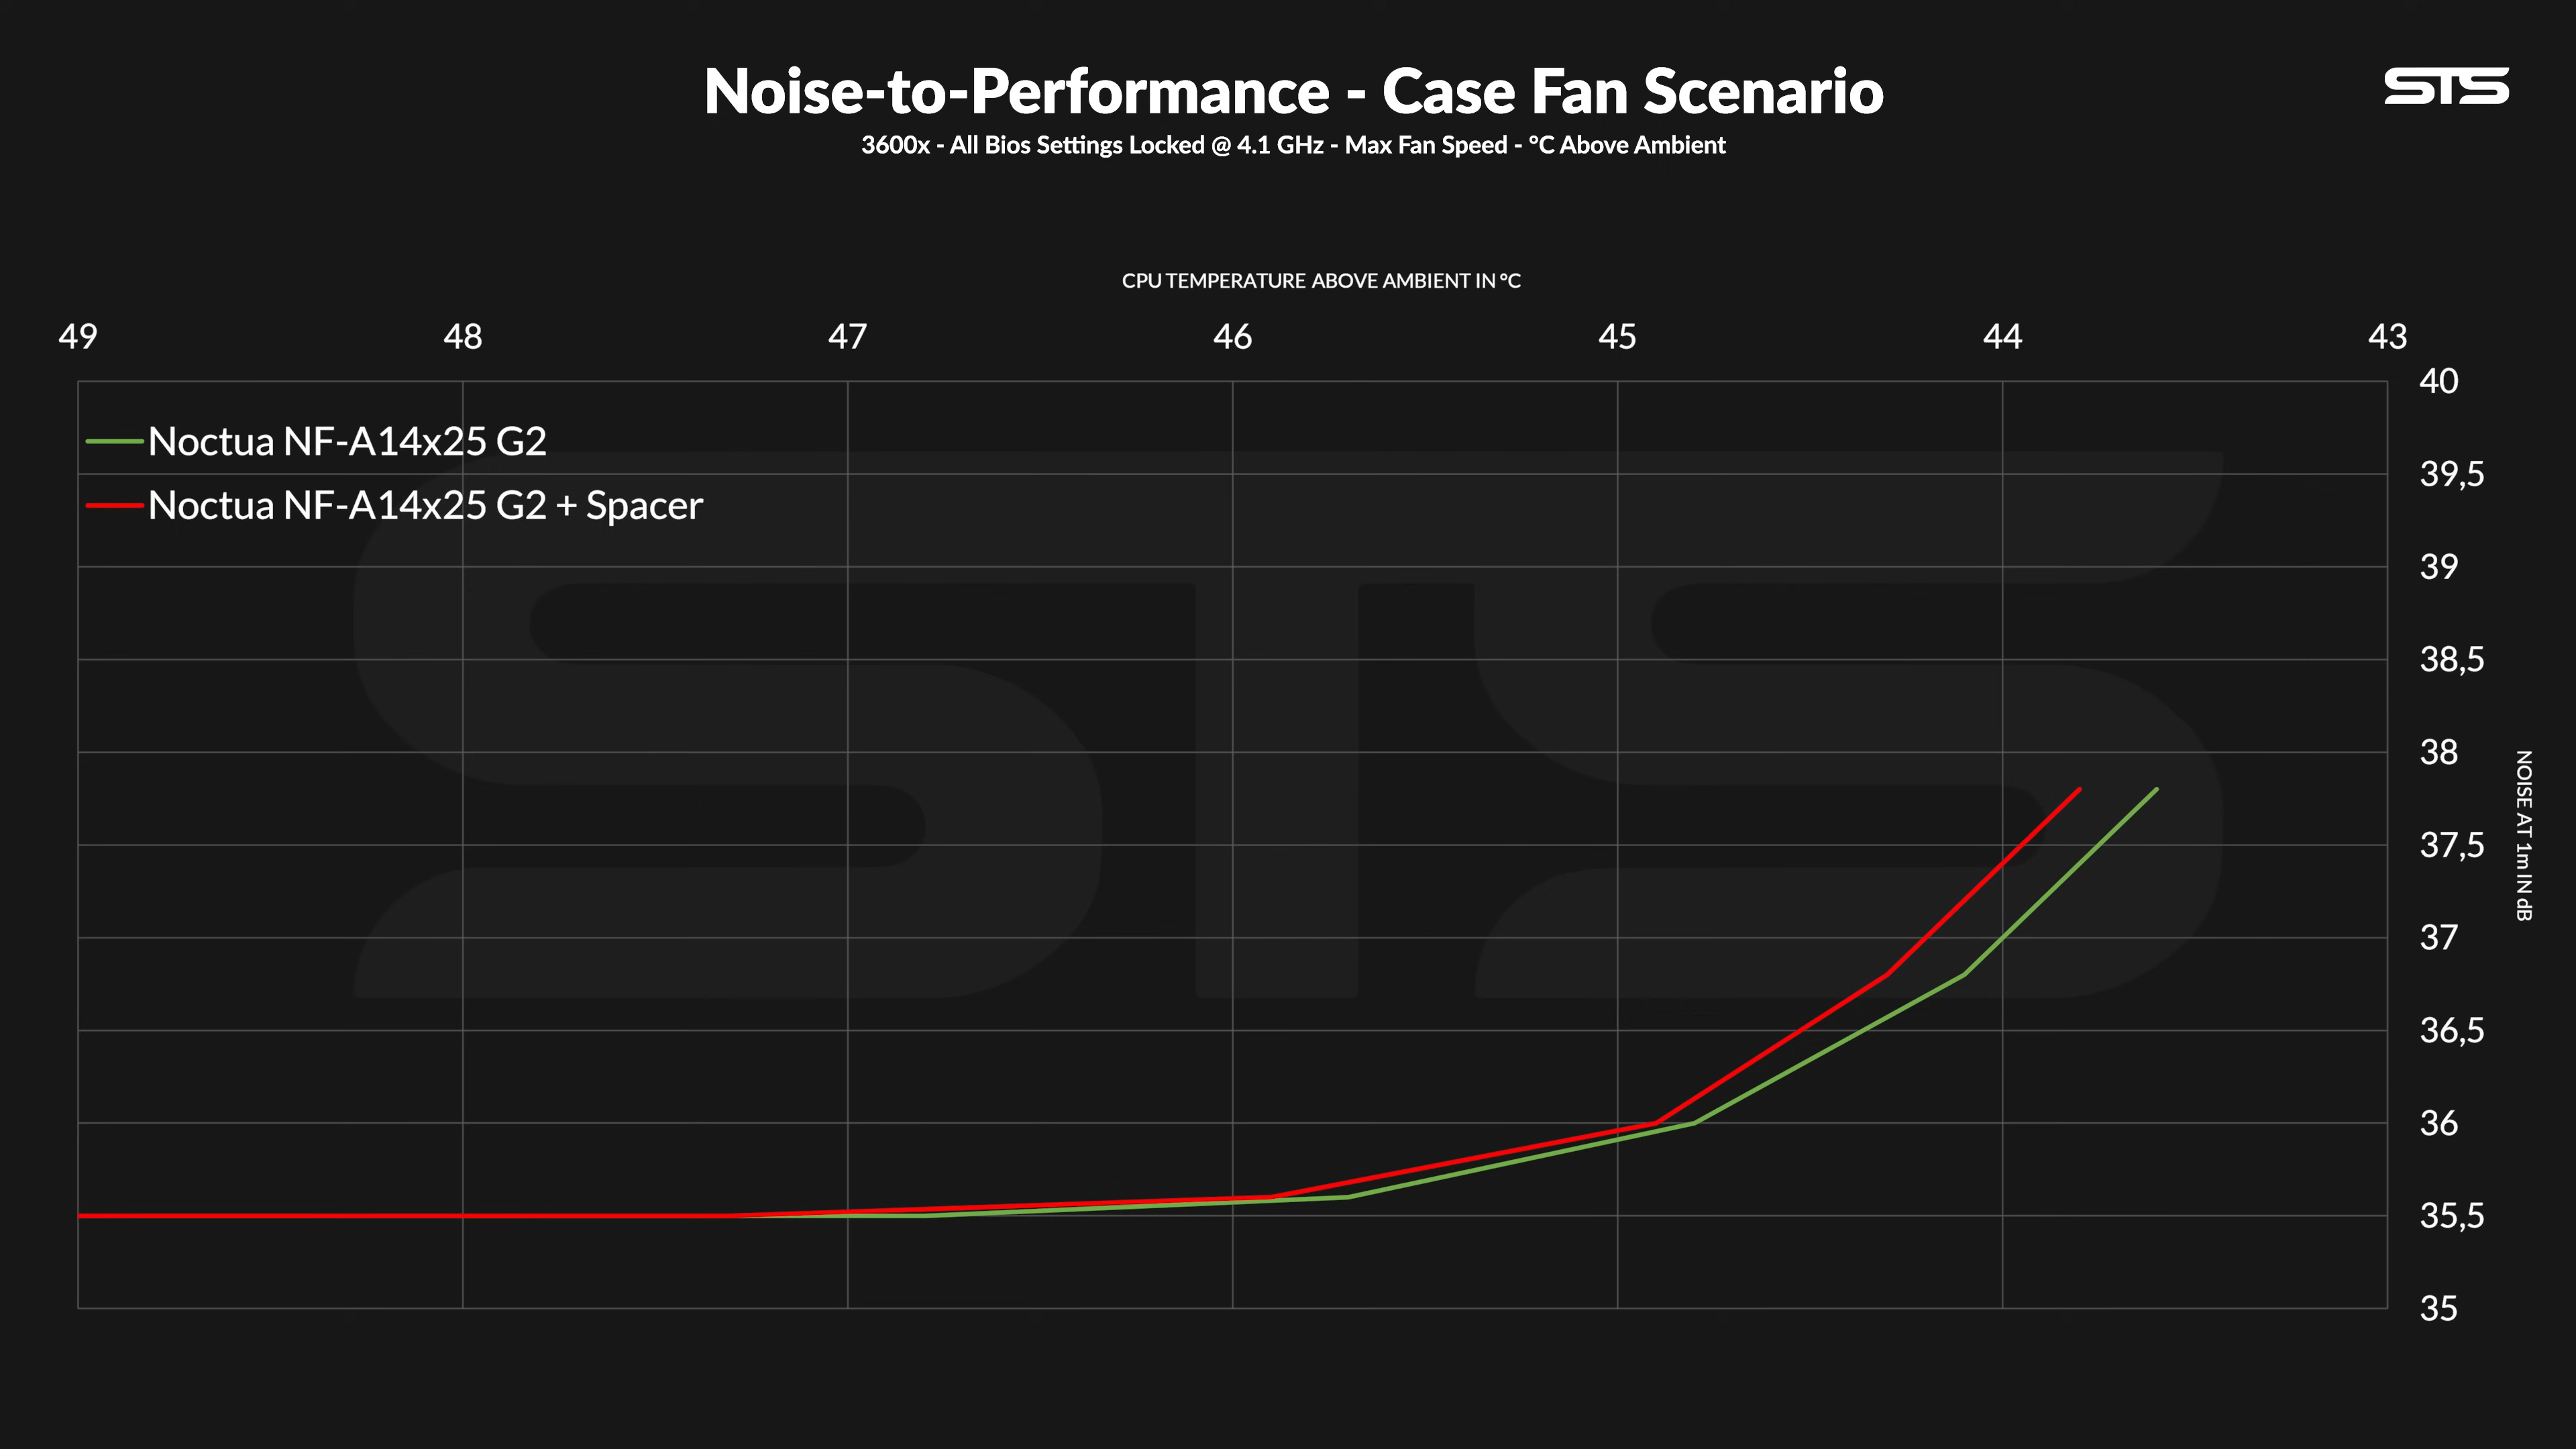 Noise-to-Performance - Case Fan Scenario
STS
3600x - All Bios Settings Locked @ 4.1 GHz - Max Fan Speed - °C Above Ambient
CPU TEMPERATURE ABOVE AMBIENT IN °C
49 48 47 46 45 44 43
Noctua NF-A14x25 G2
Noctua NF-A14x25 G2 + Spacer
40
39,5
39
38,5
38
37,5
37
36,5
36
35,5
35
NOISE AT 1m IN dB
STS